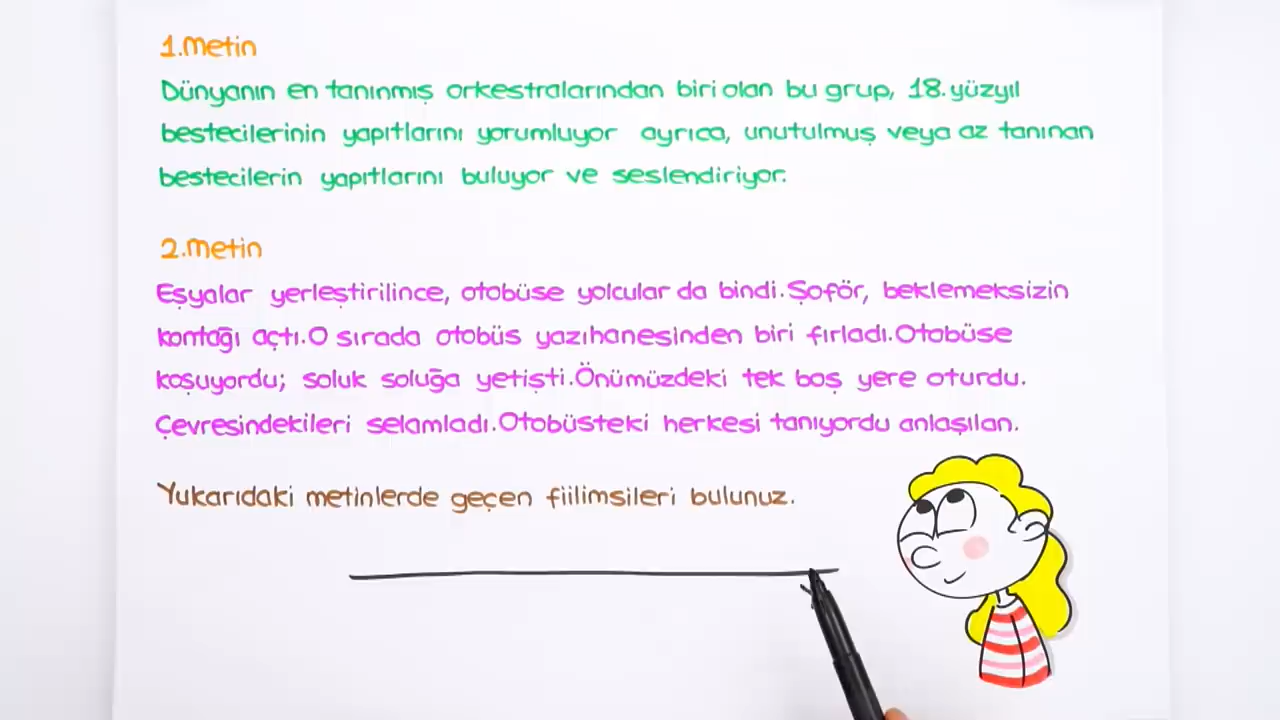 1.Metin
Dünyanın en tanınmış orkestralarından biri olan bu grup, 18. yüzyıl
bestecilerinin yapıtlarını yorumluyor ayrıca, unutulmuş veya az tanınan
bestecilerin yapıtlarını buluyor ve seslendiriyor.
2.Metin
Eşyalar yerleştirilince, otobüse yolcular da bindi. Şoför, beklemeksizin
kontağı açtı. O sırada otobüs yazıhanesinden biri fırladı. Otobüse
koşuyordu; soluk soluğa yetişti. Önümüzdeki tek boş yere oturdu.
Çevresindekileri selamladı. Otobüsteki herkesi tanıyordu anlaşılan.
Yukarıdaki metinlerde geçen fiilimsileri bulunuz.